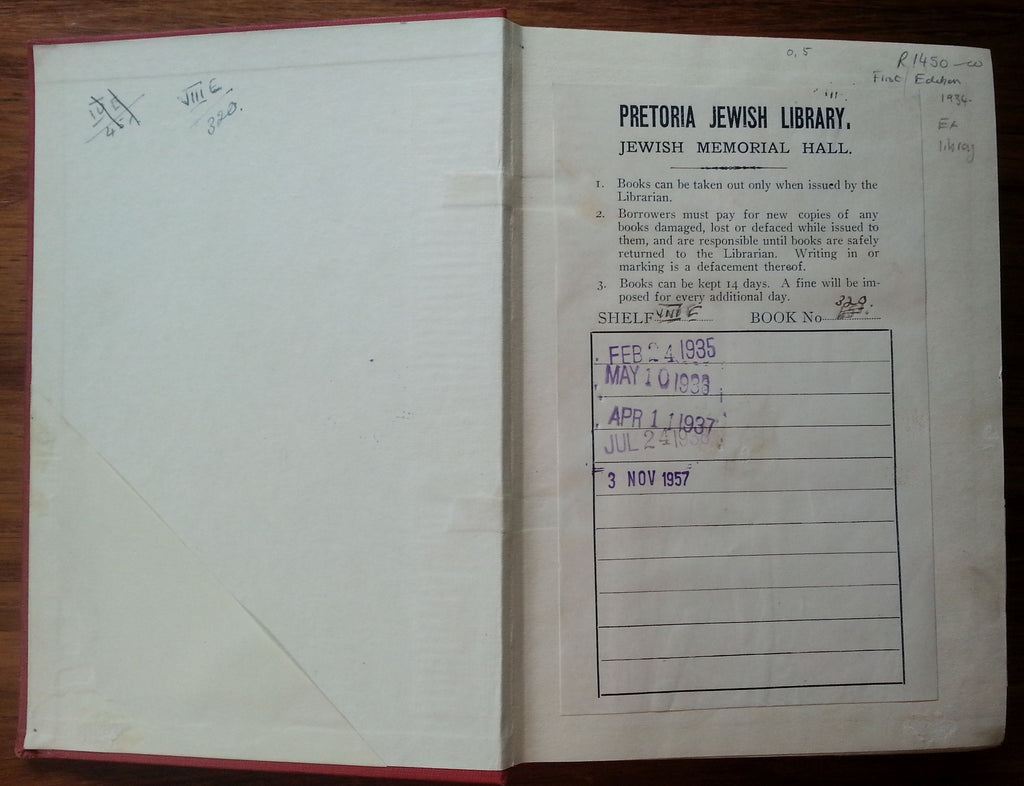 VIII E
320.
0,5
R1450-00
First Edition
1934.
Ex
library
PRETORIA JEWISH LIBRARY.
JEWISH MEMORIAL HALL.
1. Books can be taken out only when issued by the
Librarian.
2. Borrowers must pay for new copies of any
books damaged, lost or defaced while issued to
them, and are responsible until books are safely
returned to the Librarian. Writing in or
marking is a defacement thereof.
3. Books can be kept 14 days. A fine will be im-
posed for every additional day.
SHELF VIII E BOOK No 320.
FEB 24 1935
MAY 10 193
APR 11 1937
JUL 24 193
3 NOV 1957